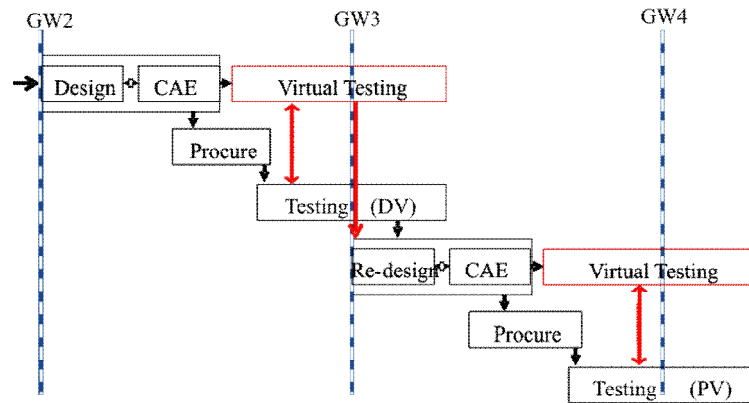 GW2 GW3 GW4
Design CAE Virtual Testing
Procure
Testing (DV)
Re-design CAE Virtual Testing
Procure
Testing (PV)